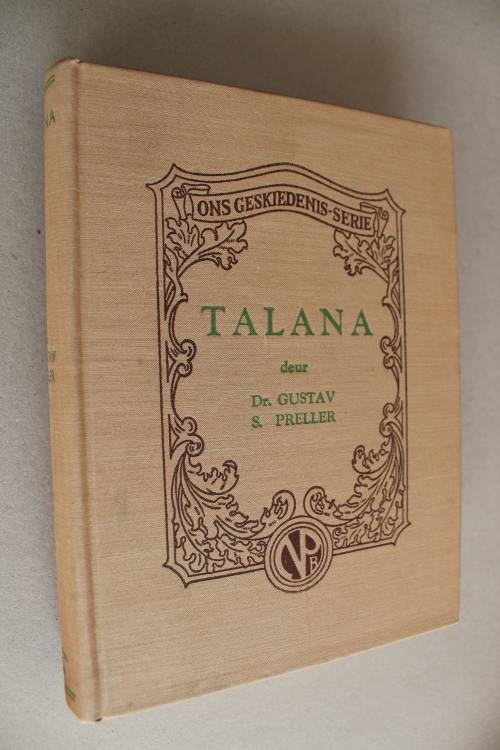 ONS GESKIEDENIS-SERIE
TALANA
deur
Dr. GUSTAV
S. PRELLER